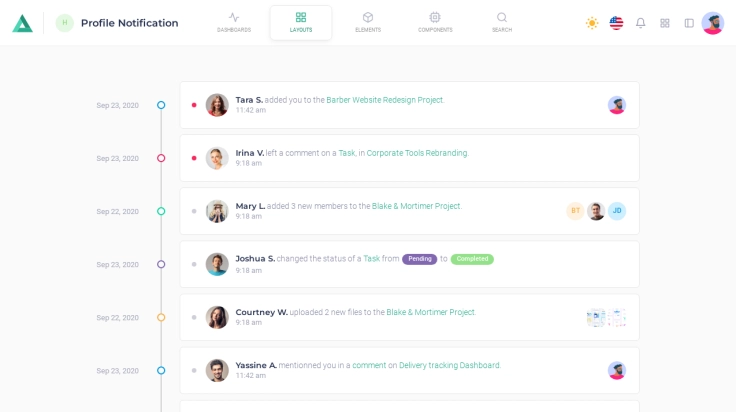 H
Profile Notification
DASHBOARDS
LAYOUTS
ELEMENTS
COMPONENTS
SEARCH
Sep 23, 2020
Tara S. added you to the Barber Website Redesign Project.
11:42 am
Sep 23, 2020
Irina V. left a comment on a Task, in Corporate Tools Rebranding.
9:18 am
Sep 22, 2020
Mary L. added 3 new members to the Blake & Mortimer Project.
9:18 am
BT
JD
Sep 23, 2020
Joshua S. changed the status of a Task from Pending to Completed
9:18 am
Sep 22, 2020
Courtney W. uploaded 2 new files to the Blake & Mortimer Project.
9:18 am
Sep 23, 2020
Yassine A. mentionned you in a comment on Delivery tracking Dashboard.
11:42 am